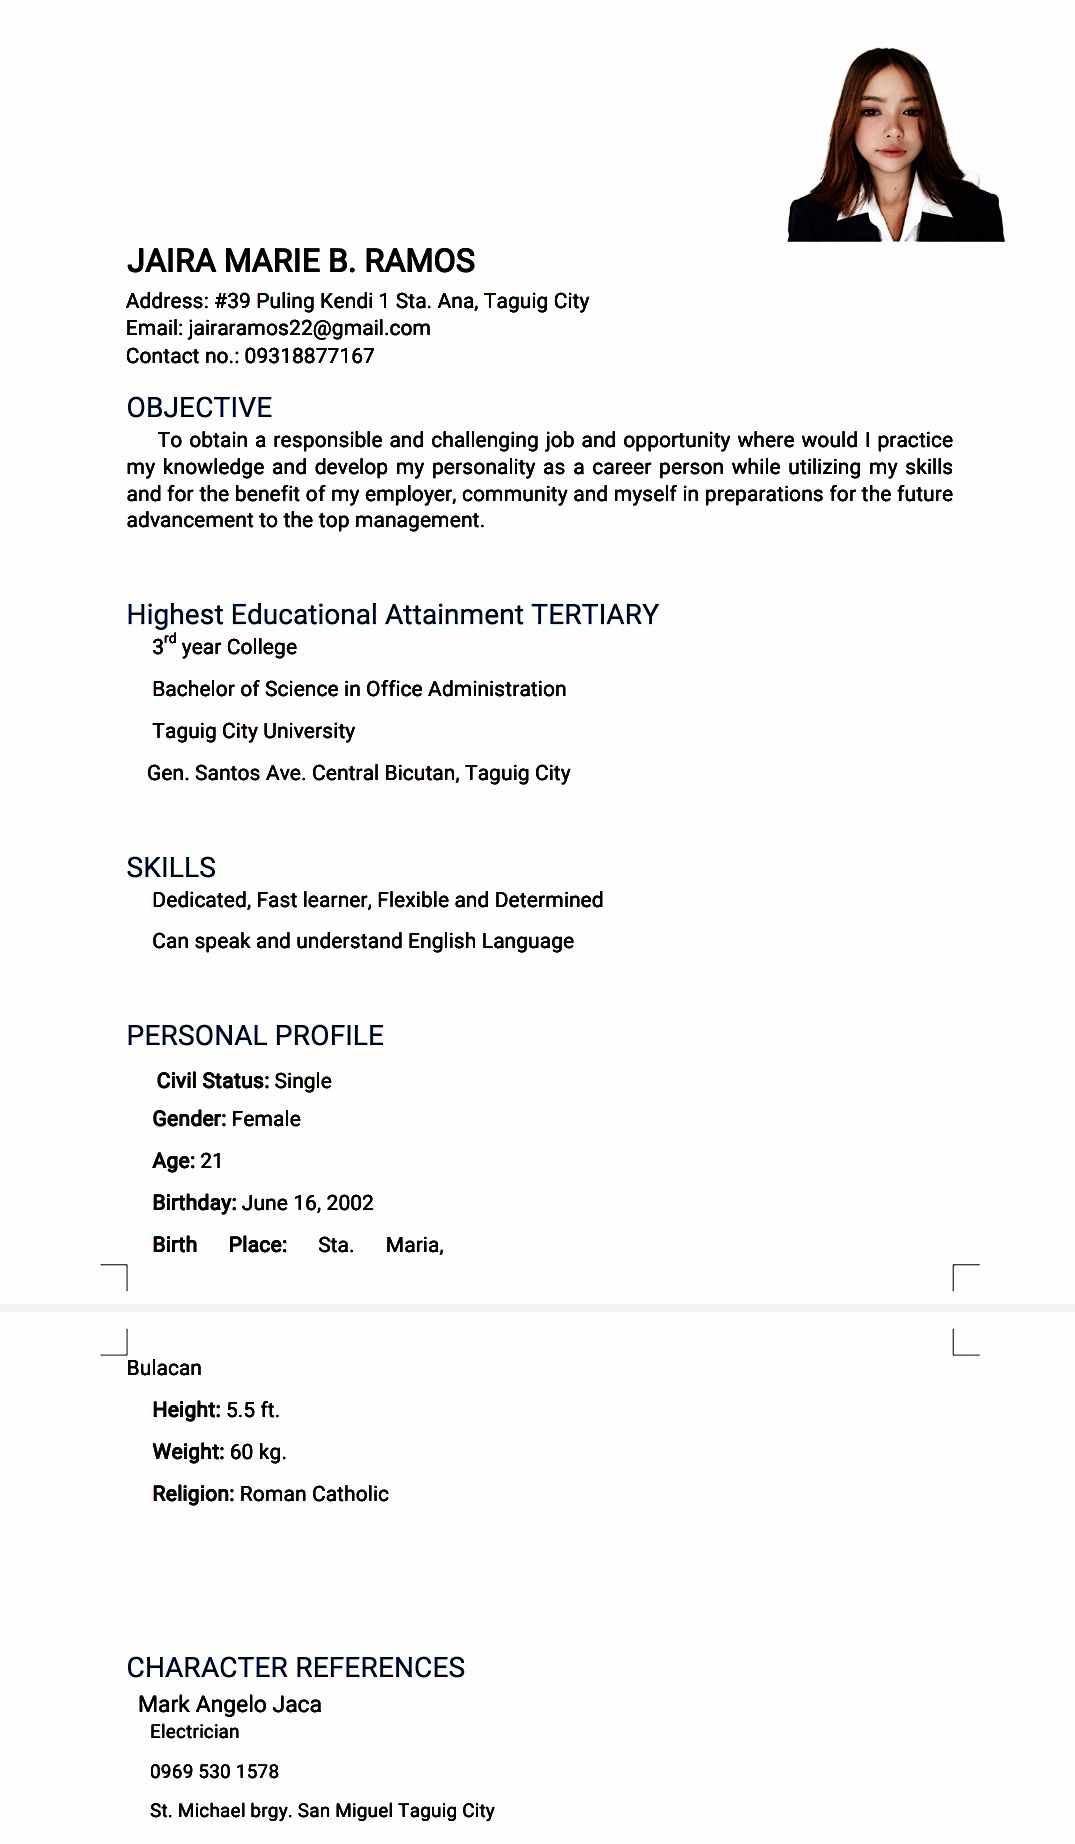 JAIRA MARIE B. RAMOS
Address: #39 Puling Kendi 1 Sta. Ana, Taguig City
Email: jairaramos22@gmail.com
Contact no.: 09318877167
OBJECTIVE
To obtain a responsible and challenging job and opportunity where would I practice
my knowledge and develop my personality as a career person while utilizing my skills
and for the benefit of my employer, community and myself in preparations for the future
advancement to the top management.
Highest Educational Attainment TERTIARY
3rd year College
Bachelor of Science in Office Administration
Taguig City University
Gen. Santos Ave. Central Bicutan, Taguig City
SKILLS
Dedicated, Fast learner, Flexible and Determined
Can speak and understand English Language
PERSONAL PROFILE
Civil Status: Single
Gender: Female
Age: 21
Birthday: June 16, 2002
Birth Place: Sta. Maria,
Bulacan
Height: 5.5 ft.
Weight: 60 kg.
Religion: Roman Catholic
CHARACTER REFERENCES
Mark Angelo Jaca
Electrician
0969 530 1578
St. Michael brgy. San Miguel Taguig City